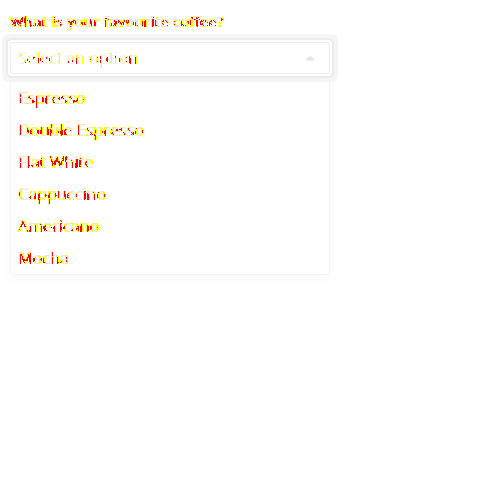 What is your favourite coffee?
Select an option
Espresso
Double Espresso
Flat White
Cappuccino
Americano
Mocha